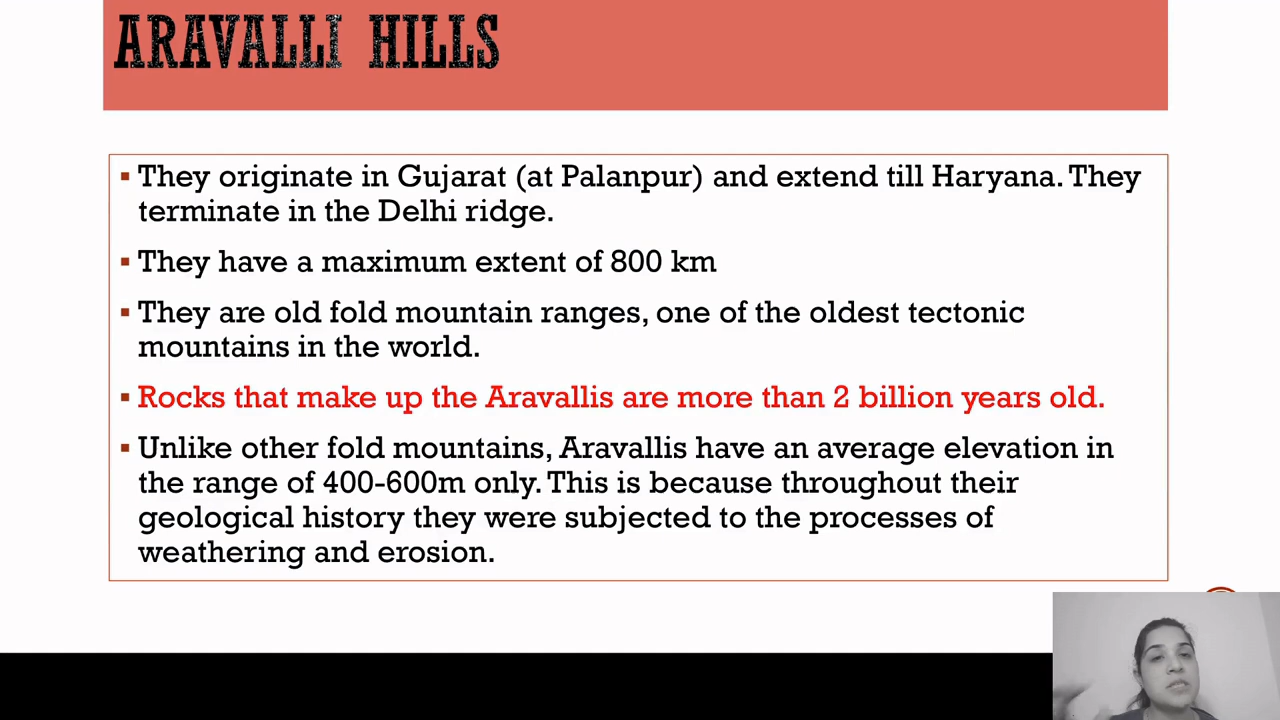 ARAVALLI HILLS
▪ They originate in Gujarat (at Palanpur) and extend till Haryana. They
terminate in the Delhi ridge.
▪ They have a maximum extent of 800 km
▪ They are old fold mountain ranges, one of the oldest tectonic
mountains in the world.
▪ Rocks that make up the Aravallis are more than 2 billion years old.
▪ Unlike other fold mountains, Aravallis have an average elevation in
the range of 400-600m only. This is because throughout their
geological history they were subjected to the processes of
weathering and erosion.